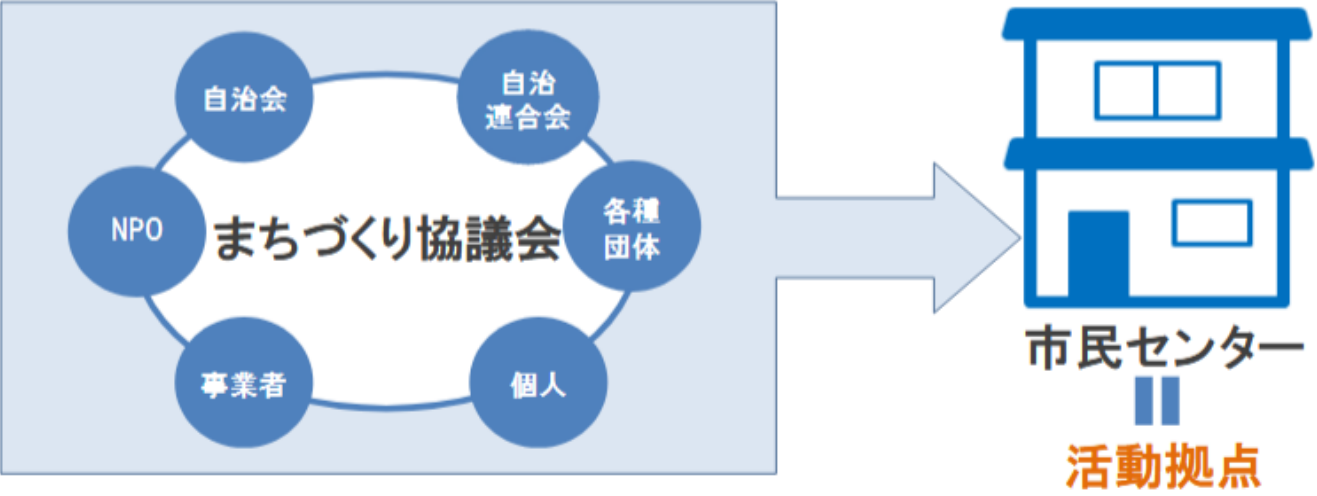 自治会
自治
連合会
NPO
まちづくり協議会
各種
団体
事業者
個人
市民センター
活動拠点